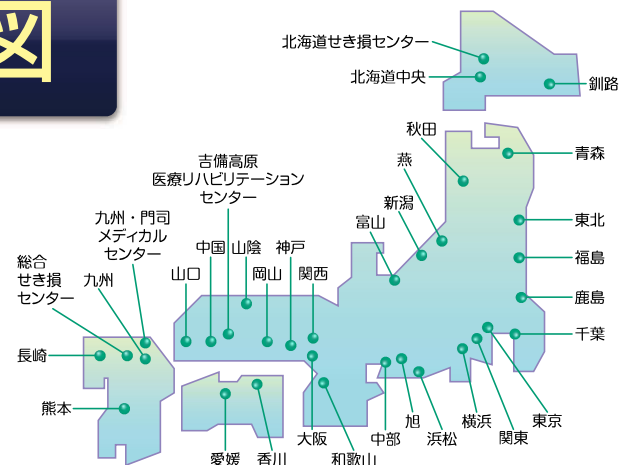 図
北海道せき損センター
北海道中央
釧路
秋田
青森
燕
吉備高原
医療リハビリテーション
センター
新潟
九州・門司
メディカル
センター
富山
東北
中国
山陰
神戸
福島
総合
せき損
センター
九州
山口
岡山
関西
鹿島
千葉
長崎
熊本
旭
横浜
東京
大阪
中部
浜松
関東
愛媛
香川
和歌山